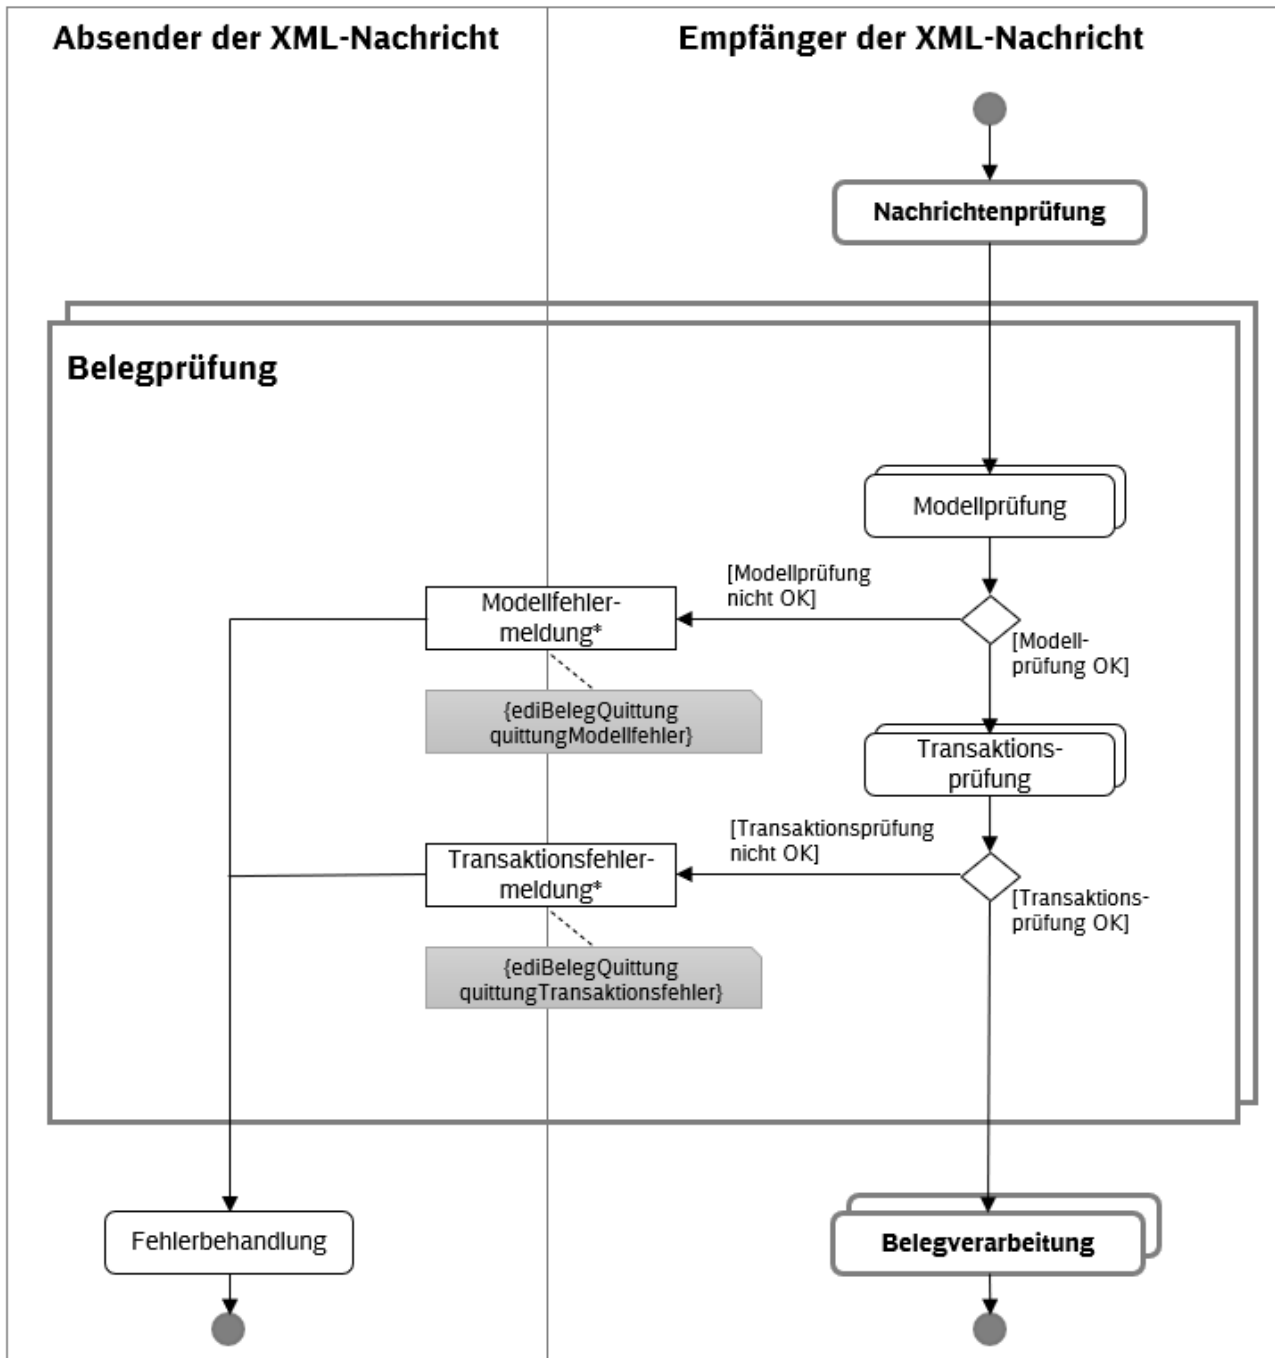 Absender der XML-Nachricht
Empfänger der XML-Nachricht
Nachrichtenprüfung
Belegprüfung
Modellprüfung
[Modellprüfung
nicht OK]
Modellfehler-
meldung*
[Modell-
prüfung OK]
{ediBelegQuittung
quittungModellfehler}
Transaktions-
prüfung
[Transaktionsprüfung
nicht OK]
Transaktionsfehler-
meldung*
[Transaktions-
prüfung OK]
{ediBelegQuittung
quittungTransaktionsfehler}
Fehlerbehandlung
Belegverarbeitung